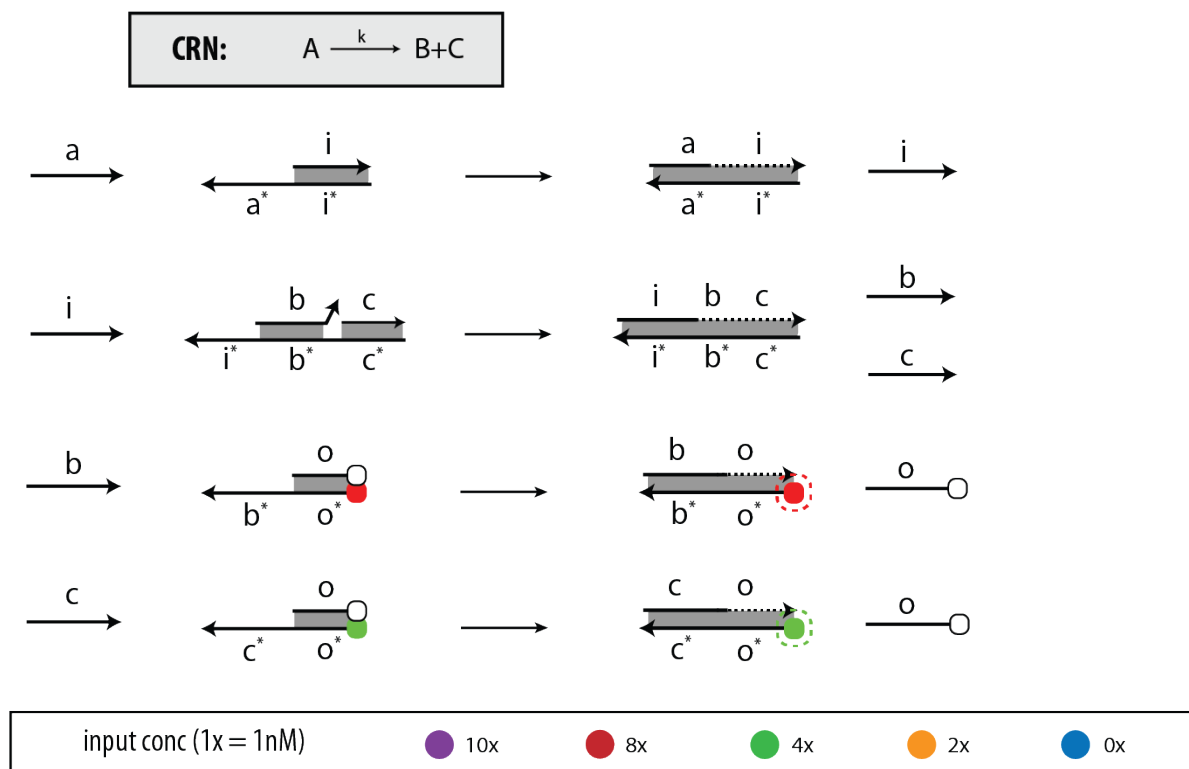 CRN: A k B+C
a i a i i
a* i* a* i*
i b c i b c b
i* b* c* i* b* c* c
b o b o o
b* o* b* o*
c o c o o
c* o* c* o*
input conc (1x = 1nM) 10x 8x 4x 2x 0x